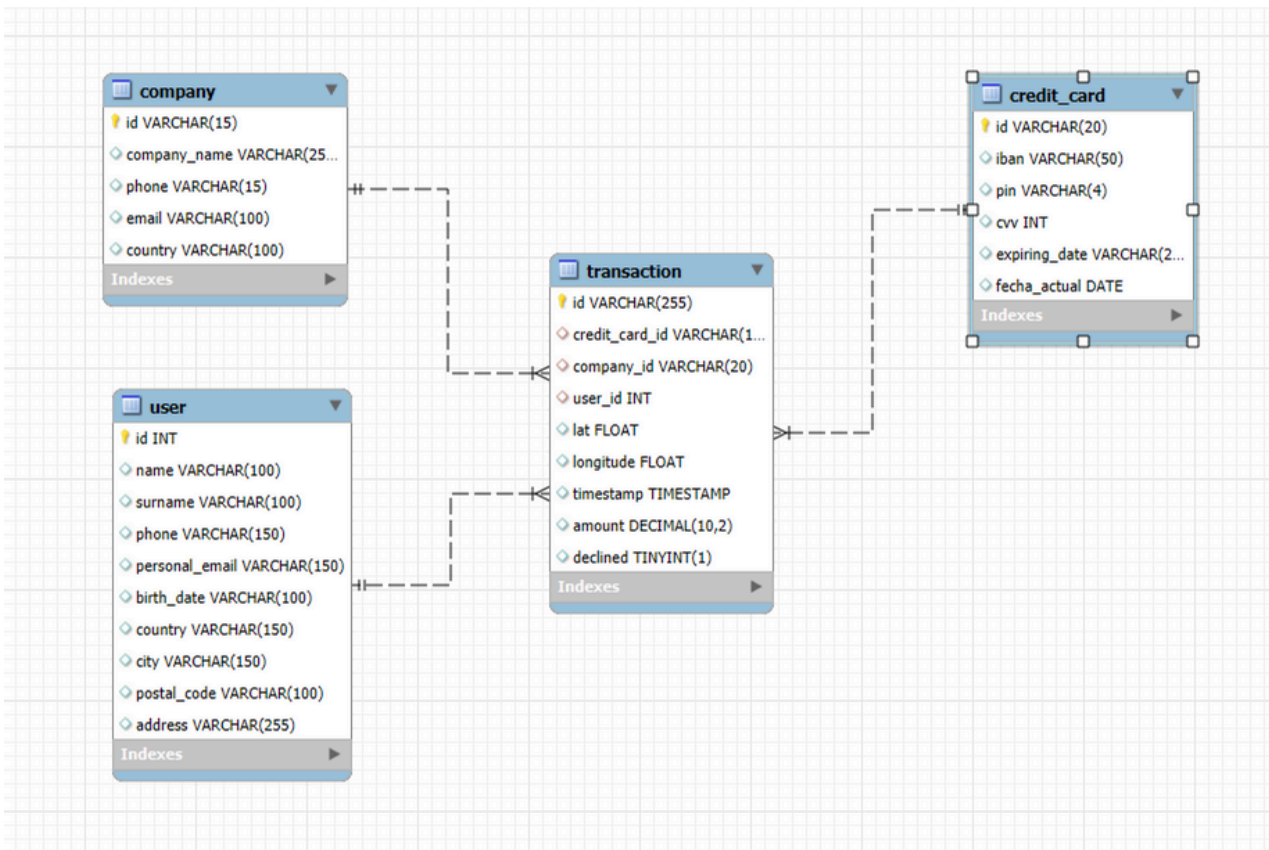 company
id VARCHAR(15)
company_name VARCHAR(25...
phone VARCHAR(15)
email VARCHAR(100)
country VARCHAR(100)
Indexes
user
id INT
name VARCHAR(100)
surname VARCHAR(100)
phone VARCHAR(150)
personal_email VARCHAR(150)
birth_date VARCHAR(100)
country VARCHAR(150)
city VARCHAR(150)
postal_code VARCHAR(100)
address VARCHAR(255)
Indexes
transaction
id VARCHAR(255)
credit_card_id VARCHAR(1...
company_id VARCHAR(20)
user_id INT
lat FLOAT
longitude FLOAT
timestamp TIMESTAMP
amount DECIMAL(10,2)
declined TINYINT(1)
Indexes
credit_card
id VARCHAR(20)
iban VARCHAR(50)
pin VARCHAR(4)
cvv INT
expiring_date VARCHAR(2...
fecha_actual DATE
Indexes